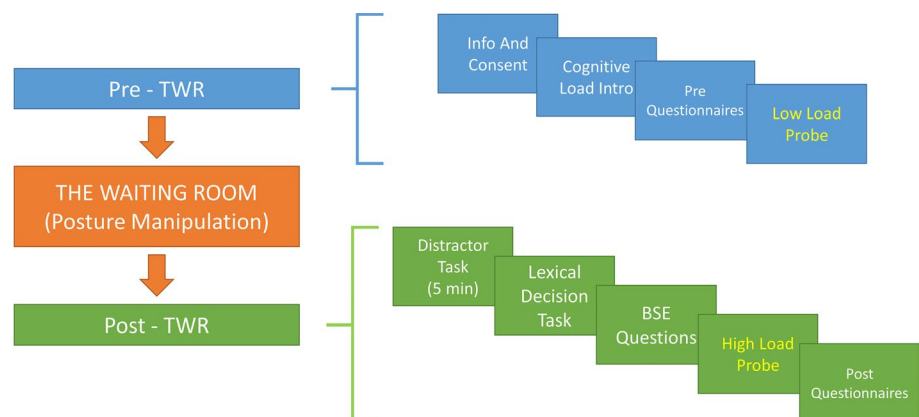 Pre - TWR
THE WAITING ROOM
(Posture Manipulation)
Post - TWR
Info And
Consent
Cognitive
Load Intro
Pre
Questionnaires
Low Load
Probe
Distractor
Task
(5 min)
Lexical
Decision
Task
BSE
Questions
High Load
Probe
Post
Questionnaires